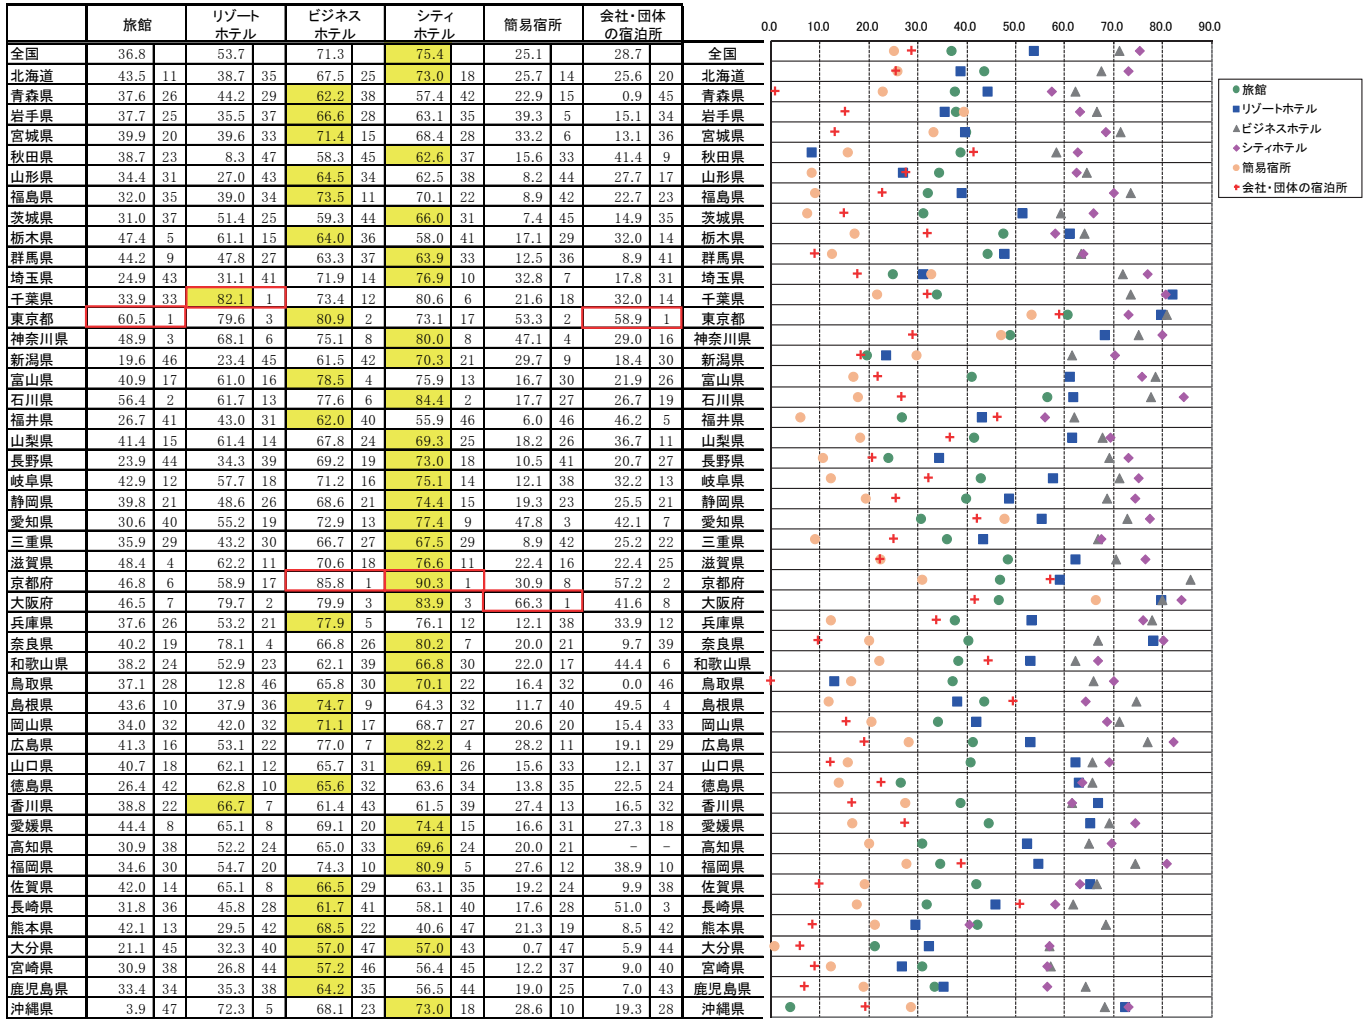 旅館 リゾートホテル ビジネスホテル シティホテル 簡易宿所 会社・団体の宿泊所 0.0 10.0 20.0 30.0 40.0 50.0 60.0 70.0 80.0 90.0
全国 36.8 53.7 71.3 75.4 25.1 28.7 全国
北海道 43.5 11 38.7 35 67.5 25 73.0 18 25.7 14 25.6 20 北海道
青森県 37.6 26 44.2 29 62.2 38 57.4 42 22.9 15 0.9 45 青森県
岩手県 37.7 25 35.5 37 66.6 28 63.1 35 39.3 5 15.1 34 岩手県
宮城県 39.9 20 39.6 33 71.4 15 68.4 28 33.2 6 13.1 36 宮城県
秋田県 38.7 23 8.3 47 58.3 45 62.6 37 15.6 33 41.4 9 秋田県
山形県 34.4 31 27.0 43 64.5 34 62.5 38 8.2 44 27.7 17 山形県
福島県 32.0 35 39.0 34 73.5 11 70.1 22 8.9 42 22.7 23 福島県
茨城県 31.0 37 51.4 25 59.3 44 66.0 31 7.4 45 14.9 35 茨城県
栃木県 47.4 5 61.1 15 64.0 36 58.0 41 17.1 29 32.0 14 栃木県
群馬県 44.2 9 47.8 27 63.3 37 63.9 33 12.5 36 8.9 41 群馬県
埼玉県 24.9 43 31.1 41 71.9 14 76.9 10 32.8 7 17.8 31 埼玉県
千葉県 33.9 33 82.1 1 73.4 12 80.6 6 21.6 18 32.0 14 千葉県
東京都 60.5 1 79.6 3 80.9 2 73.1 17 53.3 2 58.9 1 東京都
神奈川県 48.9 3 68.1 6 75.1 8 80.0 8 47.1 4 29.0 16 神奈川県
新潟県 19.6 46 23.4 45 61.5 42 70.3 21 29.7 9 18.4 30 新潟県
富山県 40.9 17 61.0 16 78.5 4 75.9 13 16.7 30 21.9 26 富山県
石川県 56.4 2 61.7 13 77.6 6 84.4 2 17.7 27 26.7 19 石川県
福井県 26.7 41 43.0 31 62.0 40 55.9 46 6.0 46 46.2 5 福井県
山梨県 41.4 15 61.4 14 67.8 24 69.3 25 18.2 26 36.7 11 山梨県
長野県 23.9 44 34.3 39 69.2 19 73.0 18 10.5 41 20.7 27 長野県
岐阜県 42.9 12 57.7 18 71.2 16 75.1 14 12.1 38 32.2 13 岐阜県
静岡県 39.8 21 48.6 26 68.6 21 74.4 15 19.3 23 25.5 21 静岡県
愛知県 30.6 40 55.2 19 72.9 13 77.4 9 47.8 3 42.1 7 愛知県
三重県 35.9 29 43.2 30 66.7 27 67.5 29 8.9 42 25.2 22 三重県
滋賀県 48.4 4 62.2 11 70.6 18 76.6 11 22.4 16 22.4 25 滋賀県
京都府 46.8 6 58.9 17 85.8 1 90.3 1 30.9 8 57.2 2 京都府
大阪府 46.5 7 79.7 2 79.9 3 83.9 3 66.3 1 41.6 8 大阪府
兵庫県 37.6 26 53.2 21 77.9 5 76.1 12 12.1 38 33.9 12 兵庫県
奈良県 40.2 19 78.1 4 66.8 26 80.2 7 20.0 21 9.7 39 奈良県
和歌山県 38.2 24 52.9 23 62.1 39 66.8 30 22.0 17 44.4 6 和歌山県
鳥取県 37.1 28 12.8 46 65.8 30 70.1 22 16.4 32 0.0 46 鳥取県
島根県 43.6 10 37.9 36 74.7 9 64.3 32 11.7 40 49.5 4 島根県
岡山県 34.0 32 42.0 32 71.1 17 68.7 27 20.6 20 15.4 33 岡山県
広島県 41.3 16 53.1 22 77.0 7 82.2 4 28.2 11 19.1 29 広島県
山口県 40.7 18 62.1 12 65.7 31 69.1 26 15.6 33 12.1 37 山口県
徳島県 26.4 42 62.8 10 65.6 32 63.6 34 13.8 35 22.5 24 徳島県
香川県 38.8 22 66.7 7 61.4 43 61.5 39 27.4 13 16.5 32 香川県
愛媛県 44.4 8 65.1 8 69.1 20 74.4 15 16.6 31 27.3 18 愛媛県
高知県 30.9 38 52.2 24 65.0 33 69.6 24 20.0 21 － － 高知県
福岡県 34.6 30 54.7 20 74.3 10 80.9 5 27.6 12 38.9 10 福岡県
佐賀県 42.0 14 65.1 8 66.5 29 63.1 35 19.2 24 9.9 38 佐賀県
長崎県 31.8 36 45.8 28 61.7 41 58.1 40 17.6 28 51.0 3 長崎県
熊本県 42.1 13 29.5 42 68.5 22 40.6 47 21.3 19 8.5 42 熊本県
大分県 21.1 45 32.3 40 57.0 47 57.0 43 0.7 47 5.9 44 大分県
宮崎県 30.9 38 26.8 44 57.2 46 56.4 45 12.2 37 9.0 40 宮崎県
鹿児島県 33.4 34 35.3 38 64.2 35 56.5 44 19.0 25 7.0 43 鹿児島県
沖縄県 3.9 47 72.3 5 68.1 23 73.0 18 28.6 10 19.3 28 沖縄県
旅館
リゾートホテル
ビジネスホテル
シティホテル
簡易宿所
会社・団体の宿泊所